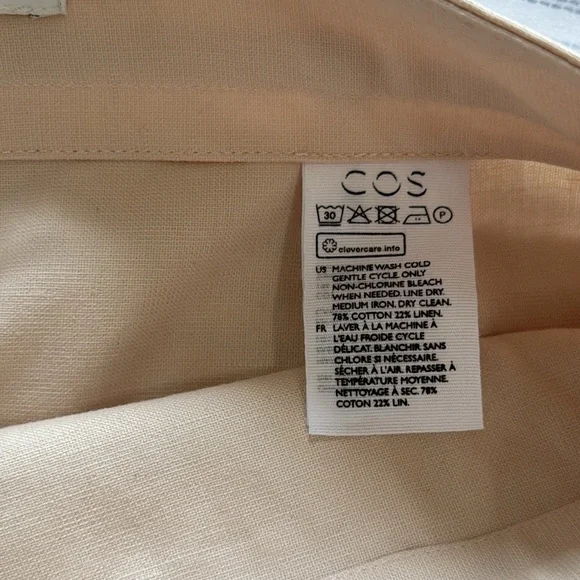 COS
30 P
clevercare.info
US MACHINE WASH COLD
GENTLE CYCLE. ONLY
NON-CHLORINE BLEACH
WHEN NEEDED. LINE DRY.
MEDIUM IRON. DRY CLEAN.
78% COTTON 22% LINEN.
FR LAVER À LA MACHINE À
L'EAU FROIDE CYCLE
DÉLICAT. BLANCHIR SANS
CHLORE SI NÉCESSAIRE.
SÉCHER À L'AIR. REPASSER À
TEMPÉRATURE MOYENNE.
NETTOYAGE À SEC. 78%
COTON 22% LIN.